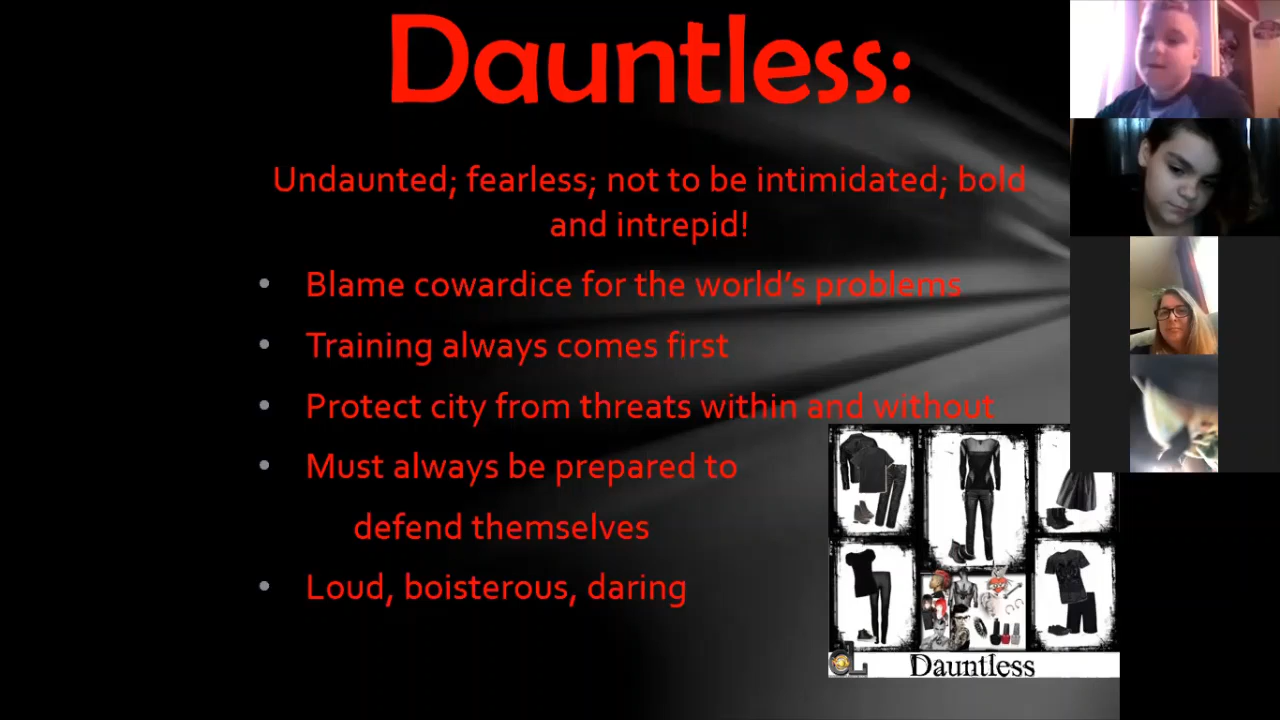 Dauntless:
Undaunted; fearless; not to be intimidated; bold
and intrepid!
• Blame cowardice for the world's problems
• Training always comes first
• Protect city from threats within and without
• Must always be prepared to
defend themselves
• Loud, boisterous, daring
Dauntless